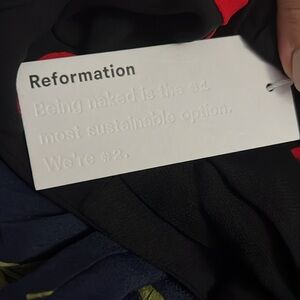 Reformation
Being naked is the #1
most sustainable option.
We're #2.